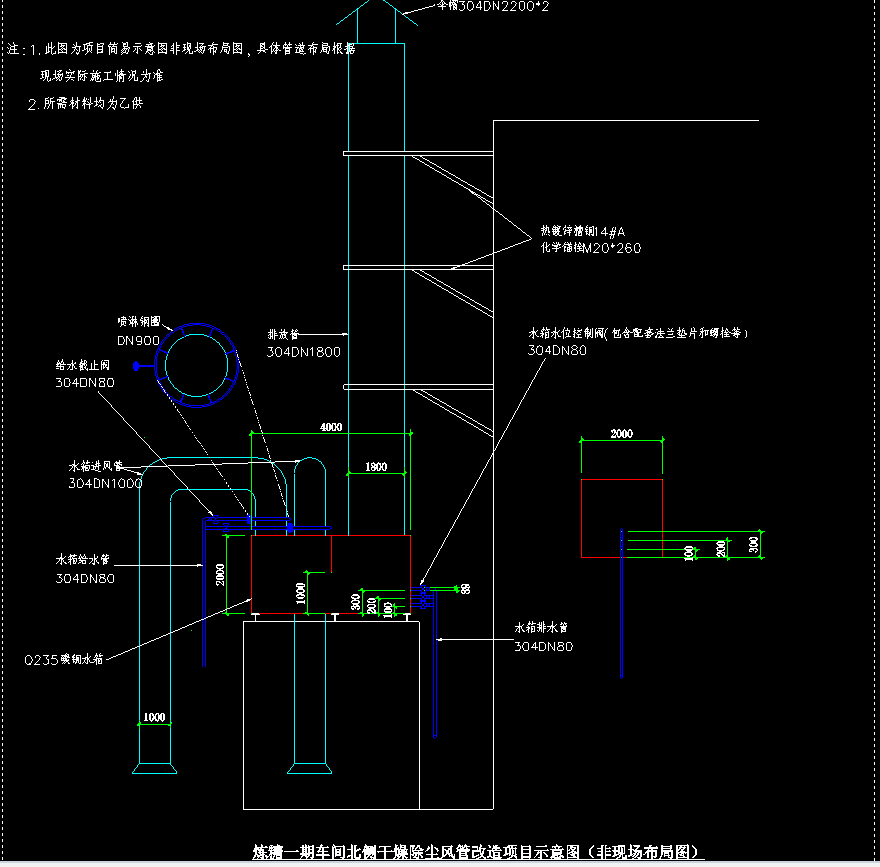 伞帽304DN2200*2
注：1. 此图为项目简易示意图非现场布局图，具体管道布局根据
现场实际施工情况为准
2. 所需材料均为乙供
热镀锌槽钢14#A
化学锚栓M20*260
喷淋钢圈
DN900
排放管
304DN1800
水箱水位控制阀（包含配套法兰垫片和螺栓等）
304DN80
给水截止阀
304DN80
4000
2000
1800
水箱进风管
304DN1000
水箱给水管
304DN80
2000
1000
300
200
100
89
100
200
300
水箱排水管
304DN80
Q235碳钢水箱
1000
炼糖一期车间北侧干燥除尘风管改造项目示意图（非现场布局图）